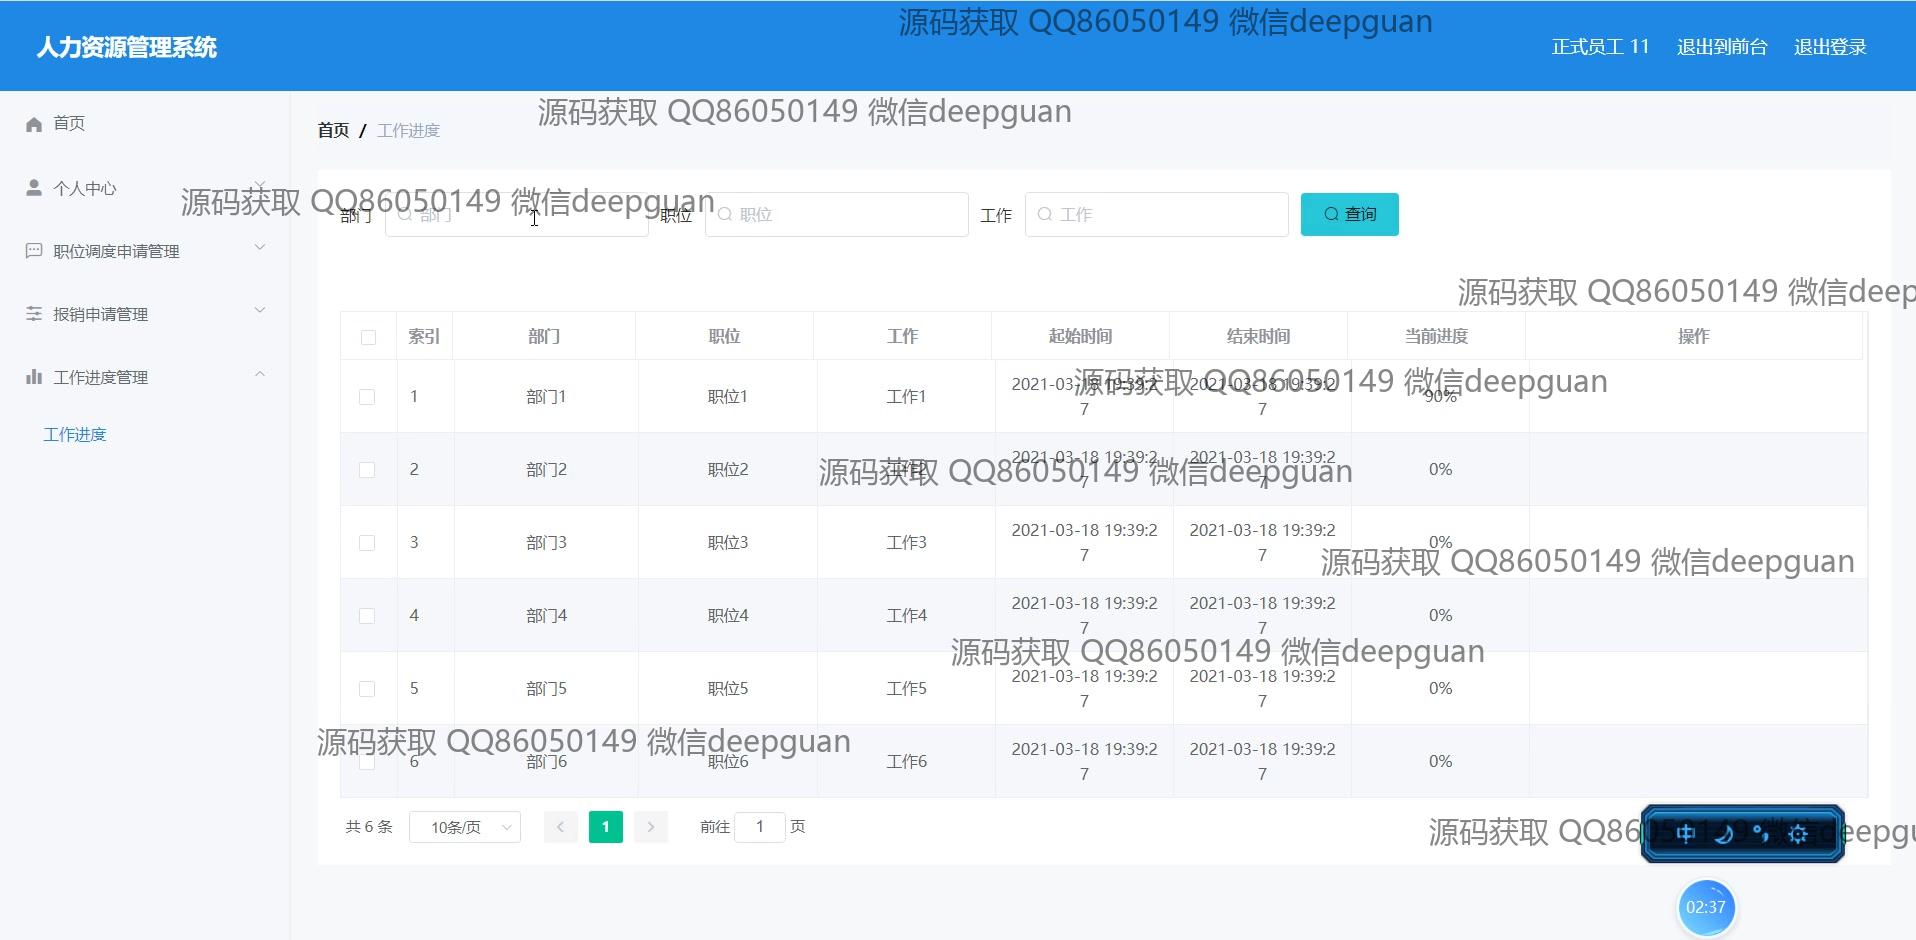 源码获取 QQ86050149 微信deepguan
人力资源管理系统
正式员工 11 退出到前台 退出登录
源码获取 QQ86050149 微信deepguan
首页
首页 / 工作进度
个人中心
源码获取 QQ86050149 微信deepguan
部门 部门 职位 职位 工作 工作 查询
职位调度申请管理
源码获取 QQ86050149 微信deep
报销申请管理
索引 部门 职位 工作 起始时间 结束时间 当前进度 操作
工作进度管理
源码获取 QQ86050149 微信deepguan
1 部门1 职位1 工作1 2021-03-18 19:39:27 2021-03-18 19:39:27 90%
工作进度
2 部门2 职位2 工作2 2021-03-18 19:39:27 2021-03-18 19:39:27 0%
源码获取 QQ86050149 微信deepguan
3 部门3 职位3 工作3 2021-03-18 19:39:27 2021-03-18 19:39:27 0%
源码获取 QQ86050149 微信deepguan
4 部门4 职位4 工作4 2021-03-18 19:39:27 2021-03-18 19:39:27 0%
源码获取 QQ86050149 微信deepguan
5 部门5 职位5 工作5 2021-03-18 19:39:27 2021-03-18 19:39:27 0%
源码获取 QQ86050149 微信deepguan
6 部门6 职位6 工作6 2021-03-18 19:39:27 2021-03-18 19:39:27 0%
共 6 条 10条/页 1 前往 1 页
源码获取 QQ86050149 微信deepgu
中
02:37